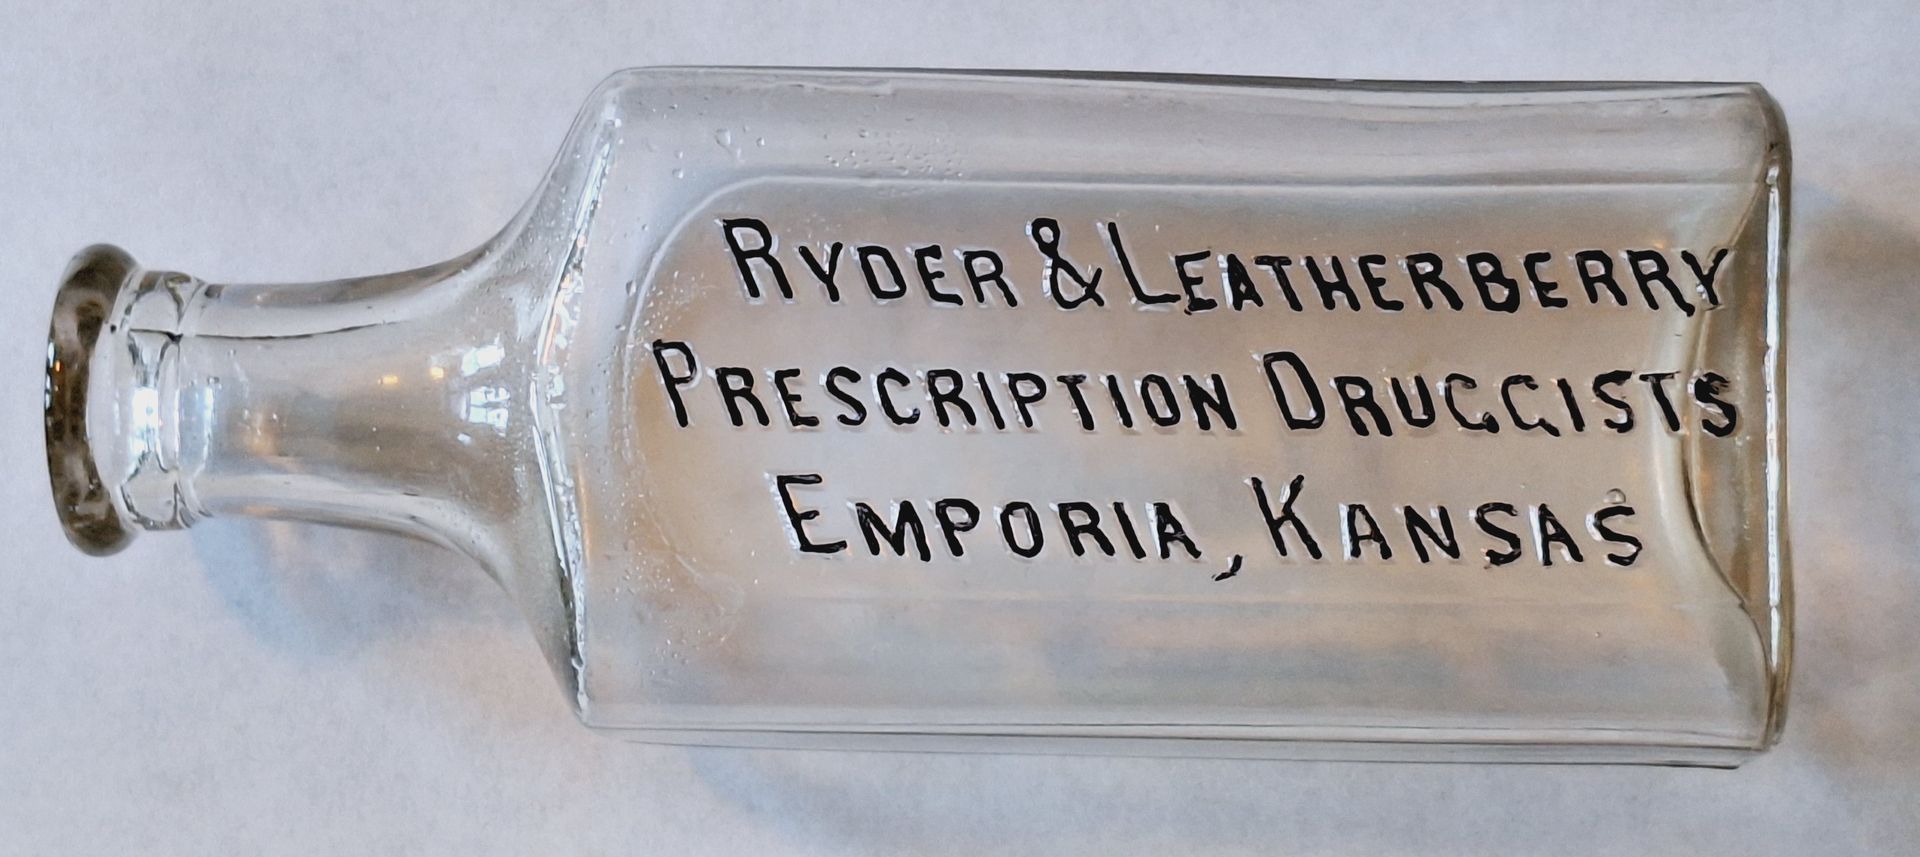 RYDER & LEATHERBERRY
PRESCRIPTION DRUGGISTS
EMPORIA, KANSAS